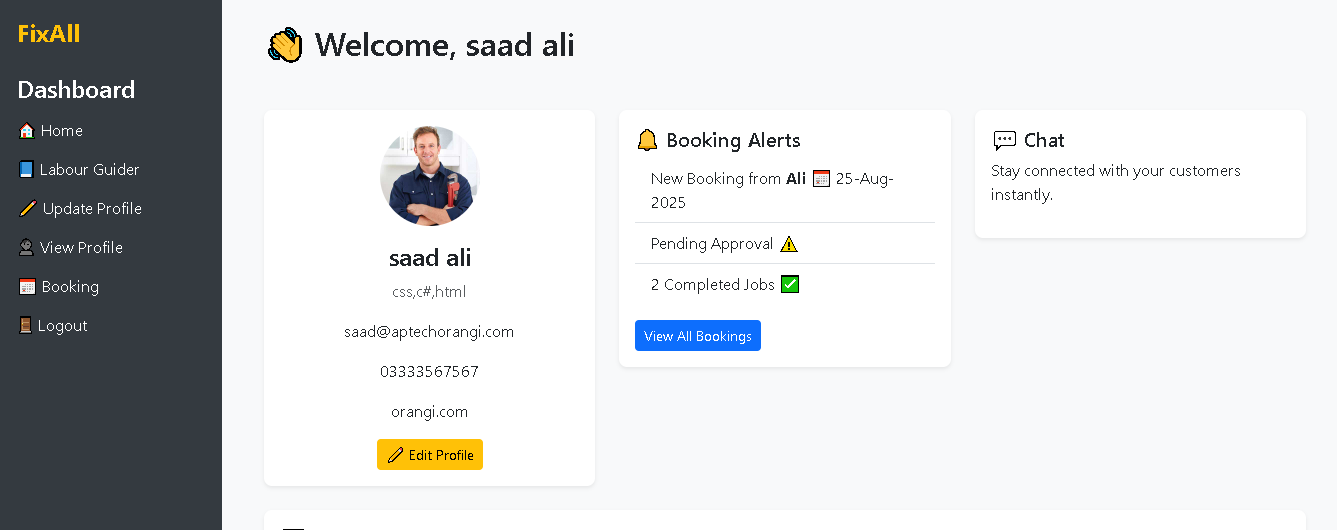 FixAll
Dashboard
Home
Labour Guider
Update Profile
View Profile
Booking
Logout
Welcome, saad ali
saad ali
css,c#,html
saad@aptechorangi.com
03333567567
orangi.com
Edit Profile
Booking Alerts
New Booking from Ali 25-Aug-
2025
Pending Approval
2 Completed Jobs
View All Bookings
Chat
Stay connected with your customers
instantly.